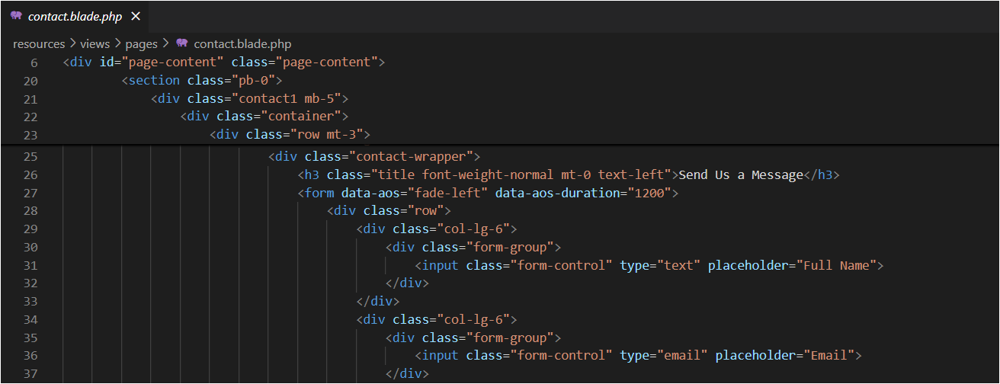 contact.blade.php ×
resources > views > pages > contact.blade.php
6 <div id="page-content" class="page-content">
20 <section class="pb-0">
21 <div class="contact1 mb-5">
22 <div class="container">
23 <div class="row mt-3">
25 <div class="contact-wrapper">
26 <h3 class="title font-weight-normal mt-0 text-left">Send Us a Message</h3>
27 <form data-aos="fade-left" data-aos-duration="1200">
28 <div class="row">
29 <div class="col-lg-6">
30 <div class="form-group">
31 <input class="form-control" type="text" placeholder="Full Name">
32 </div>
33 </div>
34 <div class="col-lg-6">
35 <div class="form-group">
36 <input class="form-control" type="email" placeholder="Email">
37 </div>